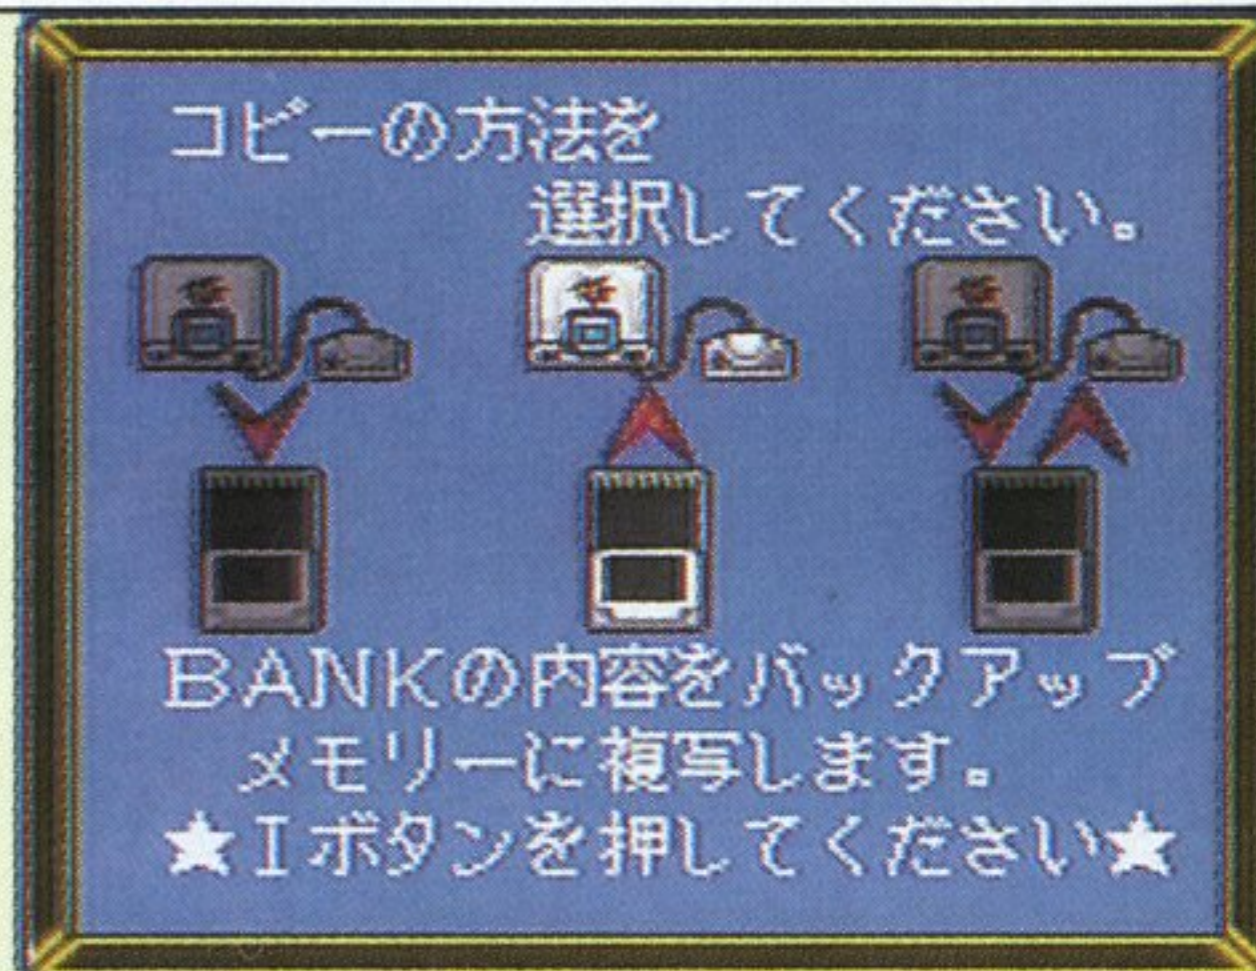 コピーの方法を
選択してください。
BANKの内容をバックアップ
メモリーに複写します。
★Iボタンを押してください★